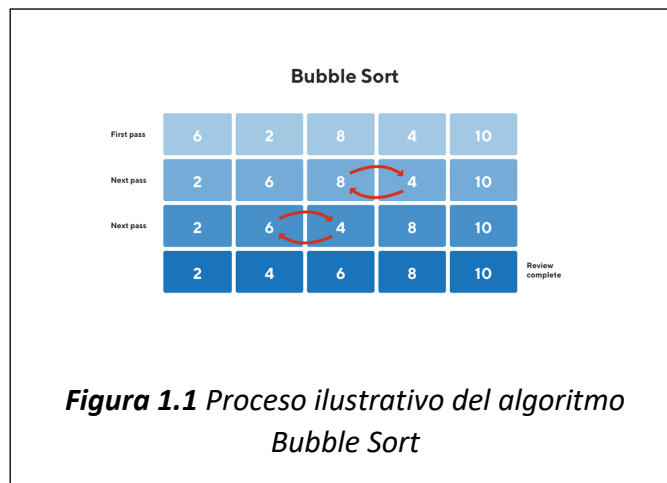 Bubble Sort
First pass 6 2 8 4 10
Next pass 2 6 8 4 10
Next pass 2 6 4 8 10
2 4 6 8 10 Review
complete
Figura 1.1 Proceso ilustrativo del algoritmo
Bubble Sort